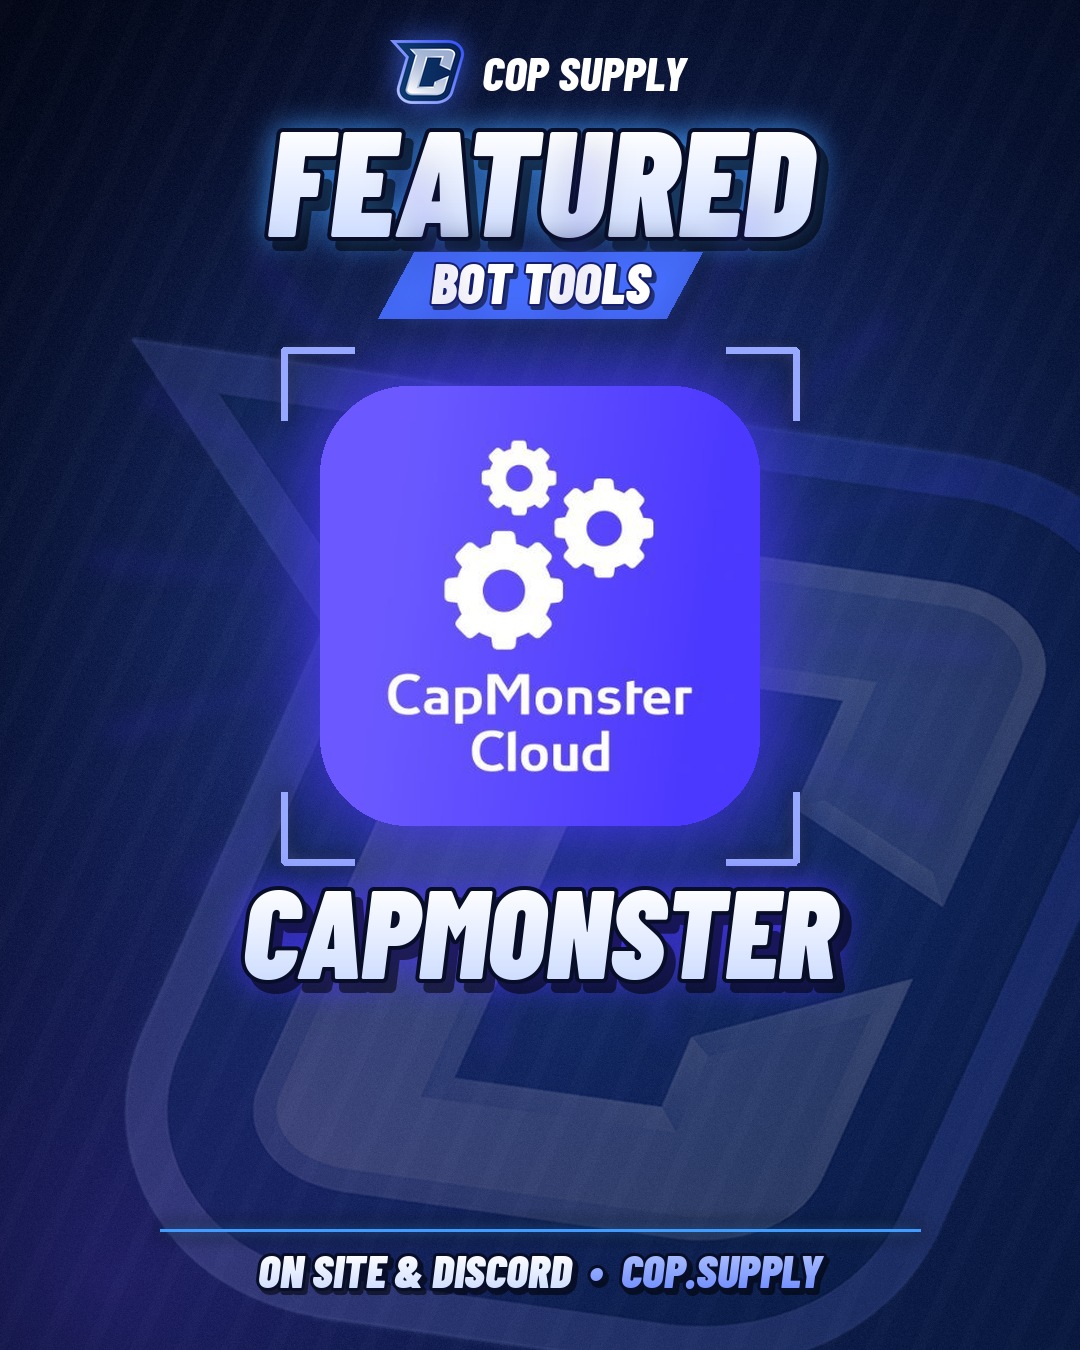 COP SUPPLY
FEATURED
BOT TOOLS
CapMonster
Cloud
CAPMONSTER
ON SITE & DISCORD • COP.SUPPLY